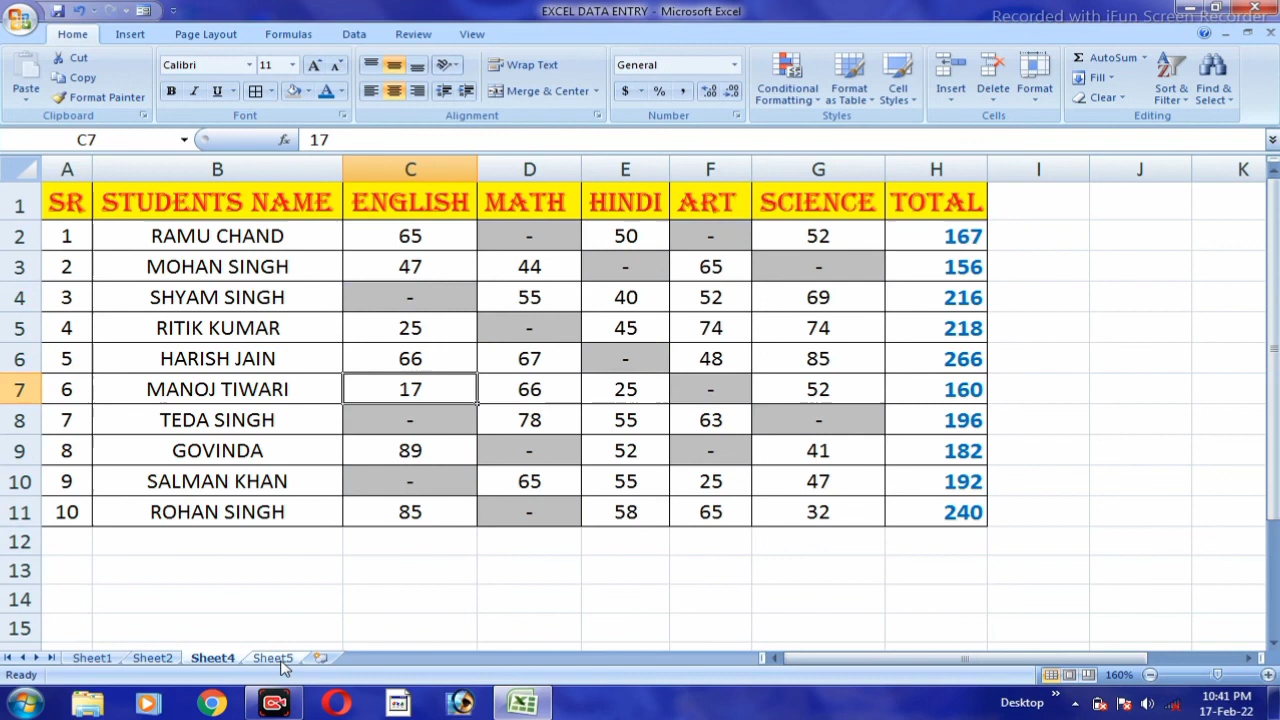 EXCEL DATA ENTRY - Microsoft Excel
Recorded with iFun Screen Recorder
Home Insert Page Layout Formulas Data Review View
Paste Cut Copy Format Painter Clipboard
Calibri 11 B I U A Font
Wrap Text Merge & Center Alignment
General $ % , Number
Conditional Formatting Format as Table Cell Styles Styles
Insert Delete Format Cells
Σ AutoSum Fill Clear Sort & Filter Find & Select Editing
C7 fx 17
A B C D E F G H I J K
1 SR STUDENTS NAME ENGLISH MATH HINDI ART SCIENCE TOTAL
2 1 RAMU CHAND 65 - 50 - 52 167
3 2 MOHAN SINGH 47 44 - 65 - 156
4 3 SHYAM SINGH - 55 40 52 69 216
5 4 RITIK KUMAR 25 - 45 74 74 218
6 5 HARISH JAIN 66 67 - 48 85 266
7 6 MANOJ TIWARI 17 66 25 - 52 160
8 7 TEDA SINGH - 78 55 63 - 196
9 8 GOVINDA 89 - 52 - 41 182
10 9 SALMAN KHAN - 65 55 25 47 192
11 10 ROHAN SINGH 85 - 58 65 32 240
12
13
14
15
Sheet1 Sheet2 Sheet4 Sheet5
Ready 160%
Desktop 10:41 PM
17-Feb-22